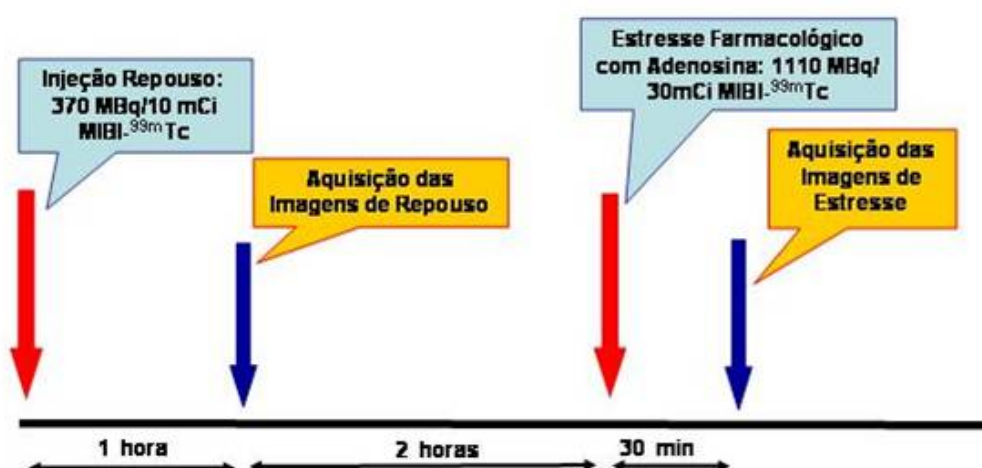 Injeção Repouso:
370 MBq/10 mCi
MIBI-99mTc
Estresse Farmacológico
com Adenosina: 1110 MBq/
30mCi MIBI-99mTc
Aquisição das
Imagens de Repouso
Aquisição das
Imagens de
Estresse
1 hora
2 horas
30 min